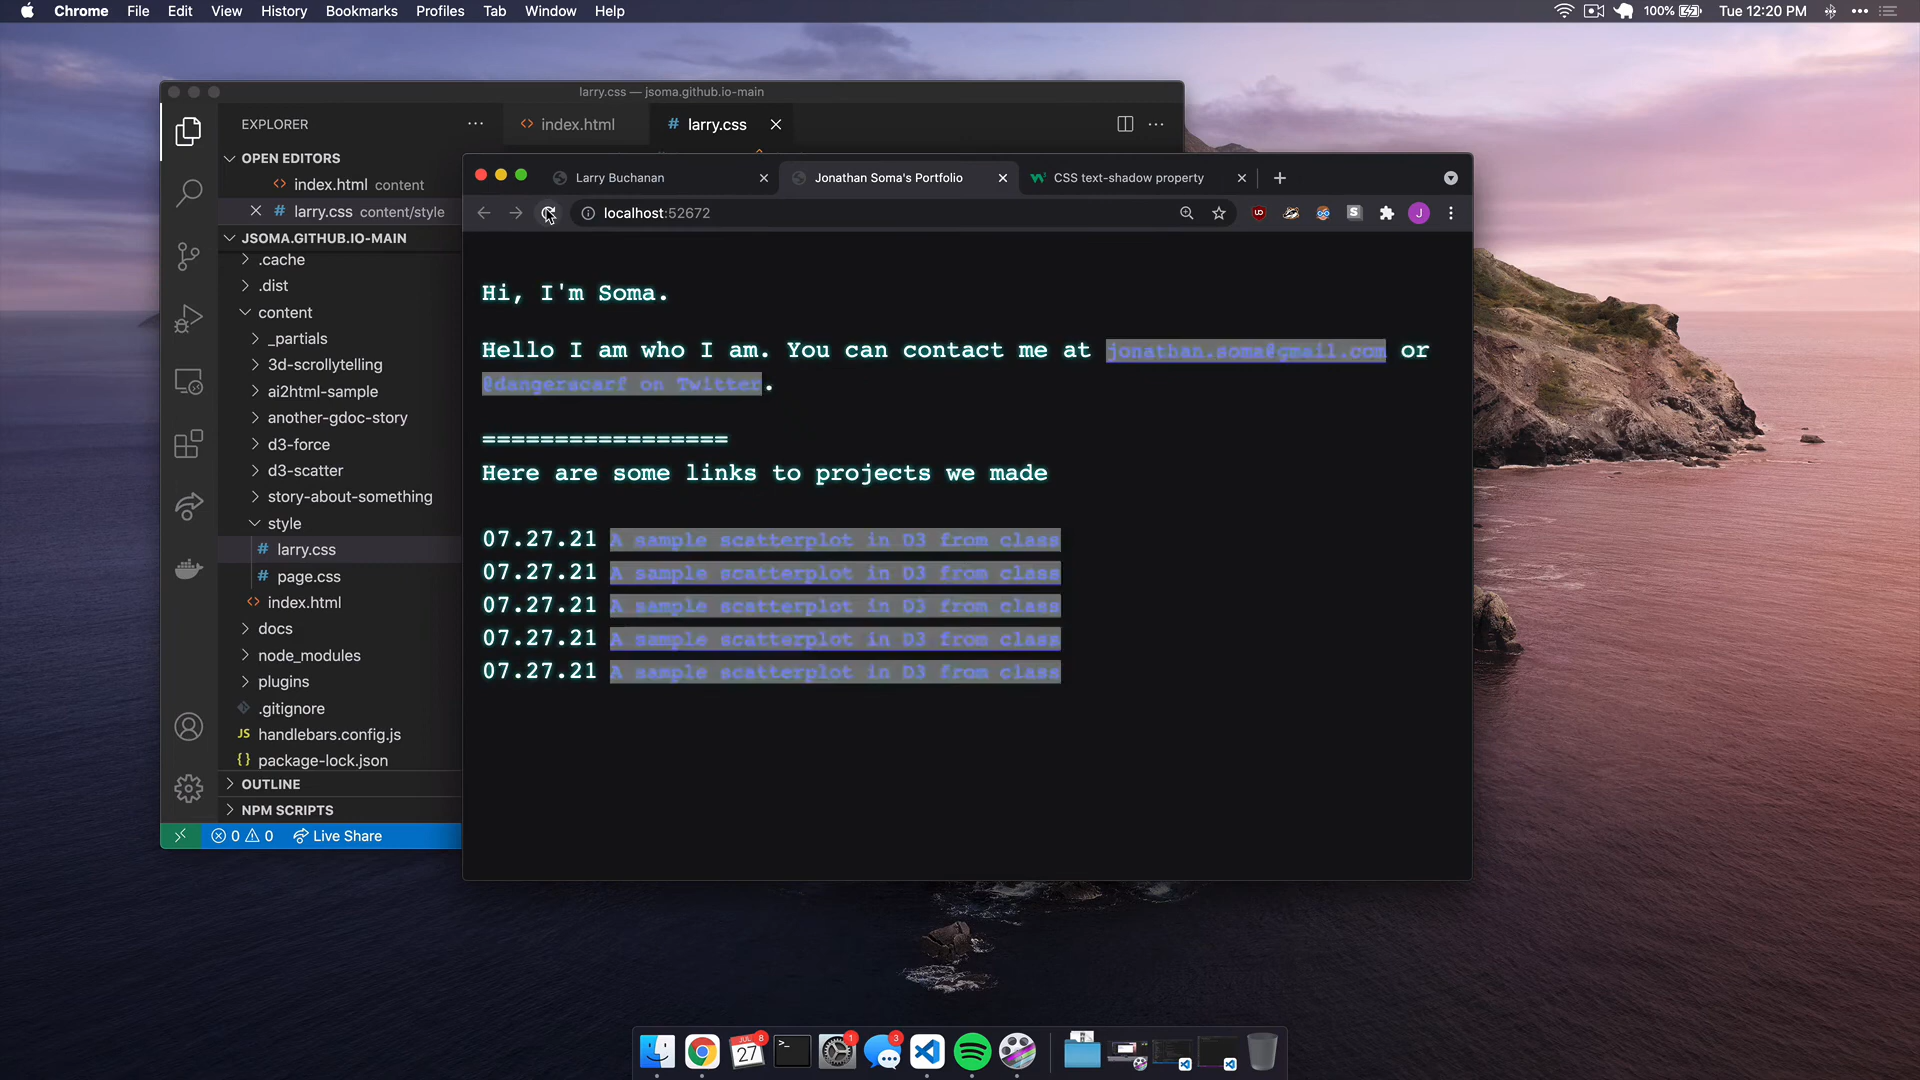 Chrome File Edit View History Bookmarks Profiles Tab Window Help 100% Tue 12:20 PM
larry.css — jsoma.github.io-main
EXPLORER
index.html
larry.css
OPEN EDITORS
index.html content
larry.css content/style
JSOMA.GITHUB.IO-MAIN
.cache
.dist
content
_partials
3d-scrollytelling
ai2html-sample
another-gdoc-story
d3-force
d3-scatter
story-about-something
style
larry.css
page.css
index.html
docs
node_modules
plugins
.gitignore
JS handlebars.config.js
{} package-lock.json
OUTLINE
NPM SCRIPTS
0 0 Live Share
Larry Buchanan
Jonathan Soma's Portfolio
CSS text-shadow property
localhost:52672
J
Hi, I'm Soma.
Hello I am who I am. You can contact me at jonathan.soma@gmail.com or
@dangerscarf on Twitter.
=================
Here are some links to projects we made
07.27.21 A sample scatterplot in D3 from class
07.27.21 A sample scatterplot in D3 from class
07.27.21 A sample scatterplot in D3 from class
07.27.21 A sample scatterplot in D3 from class
07.27.21 A sample scatterplot in D3 from class
JUL 27 8
1
3